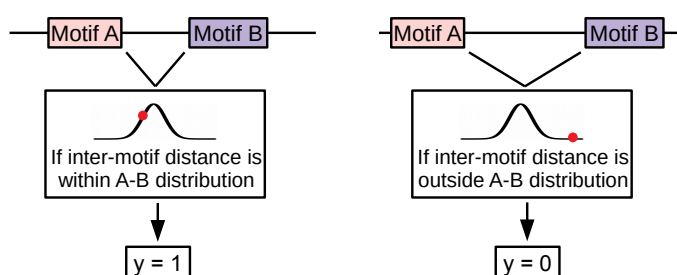 Motif A
Motif B
If inter-motif distance is
within A-B distribution
y = 1
Motif A
Motif B
If inter-motif distance is
outside A-B distribution
y = 0